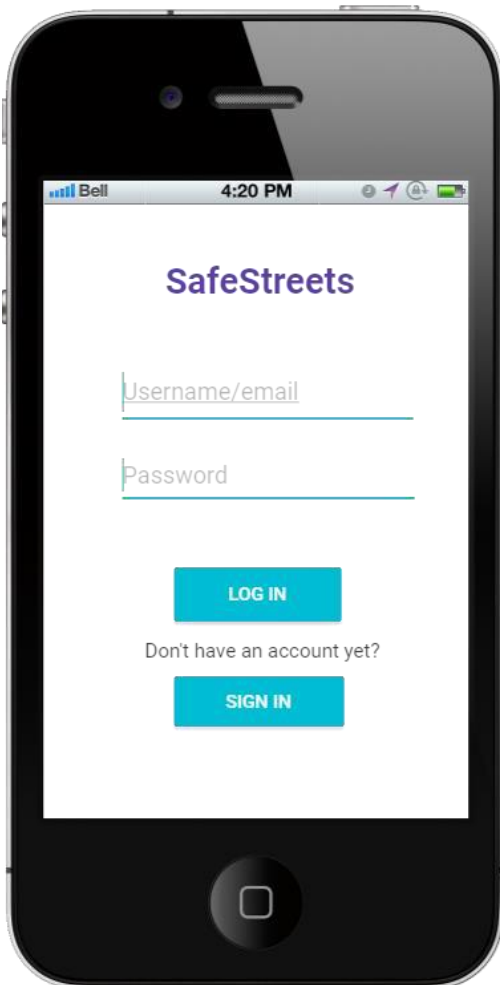 Bell 4:20 PM
SafeStreets
Username/email
Password
LOG IN
Don't have an account yet?
SIGN IN